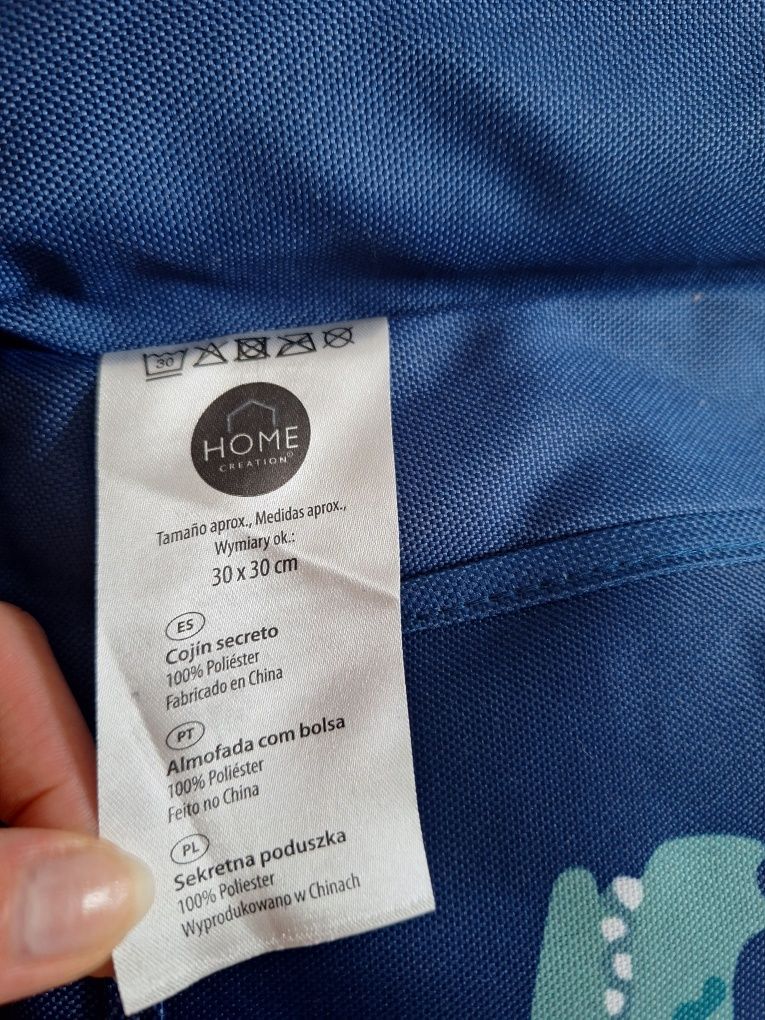 30
HOME
CREATION©
Tamaño aprox., Medidas aprox.,
Wymiary ok.:
30 x 30 cm
ES
Cojín secreto
100% Poliéster
Fabricado en China
PT
Almofada com bolsa
100% Poliéster
Feito no China
PL
Sekretna poduszka
100% Poliester
Wyprodukowano w Chinach